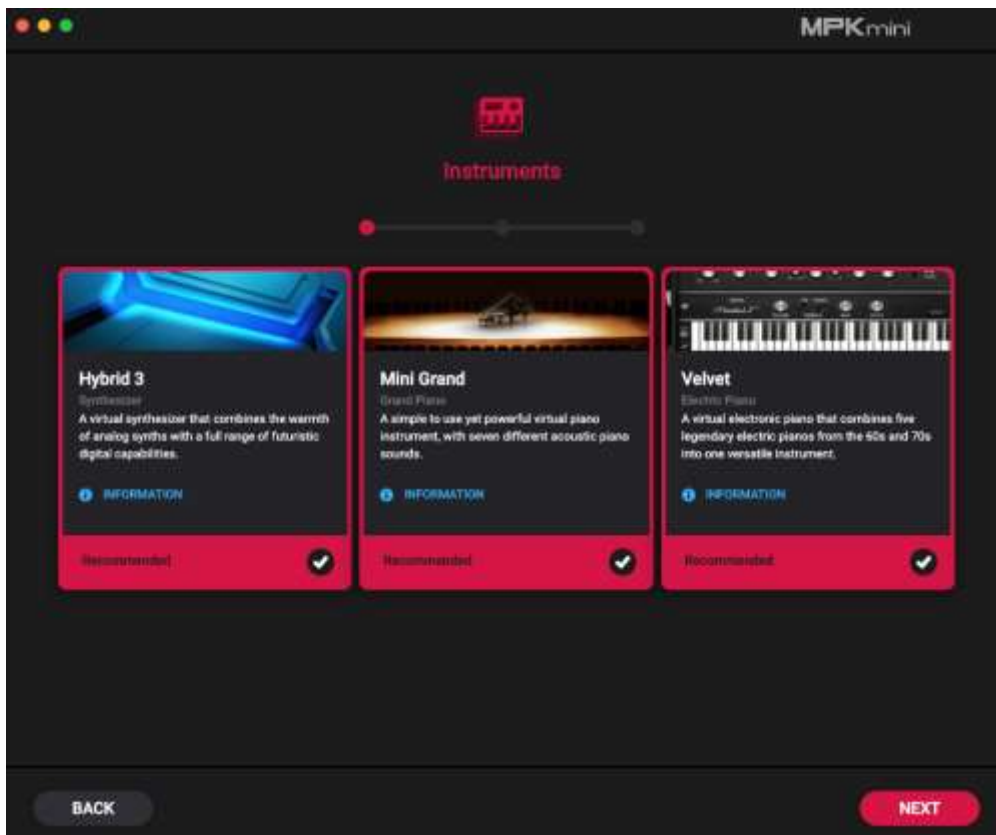 MPKmini
Instruments
Hybrid 3
Synthesizer
A virtual synthesizer that combines the warmth
of analog synths with a full range of futuristic
digital capabilities.
INFORMATION
Recommended
Mini Grand
Grand Piano
A simple to use yet powerful virtual piano
instrument, with seven different acoustic piano
sounds.
INFORMATION
Recommended
Velvet
Electric Piano
A virtual electronic piano that combines five
legendary electric pianos from the 60s and 70s
into one versatile instrument.
INFORMATION
Recommended
BACK
NEXT